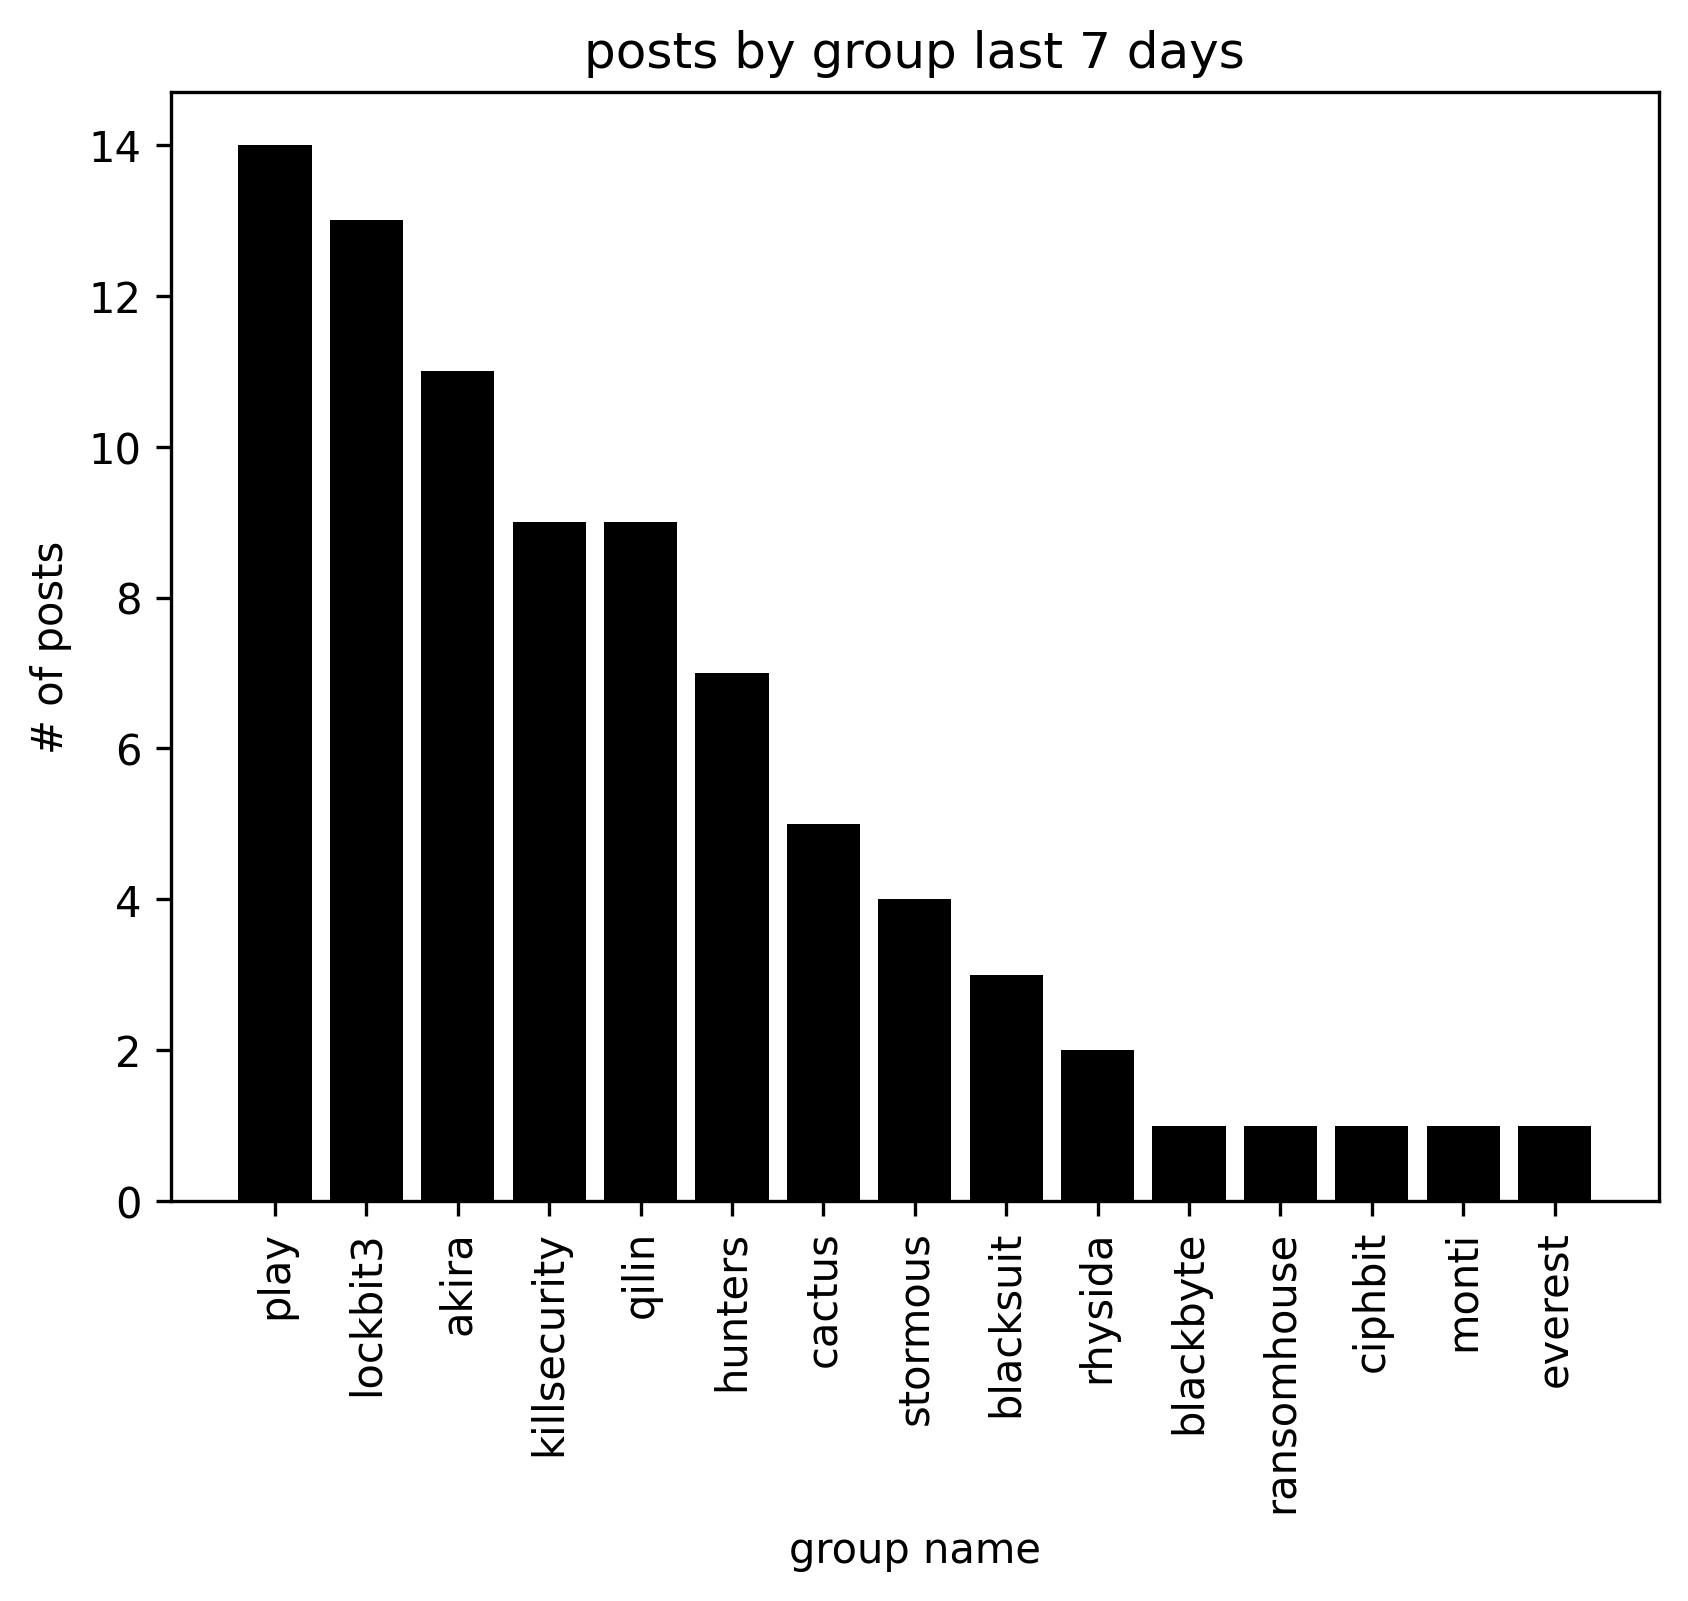 posts by group last 7 days
# of posts
14
12
10
8
6
4
2
0
play
lockbit3
akira
killsecurity
qilin
hunters
cactus
stormous
blacksuit
rhysida
blackbyte
ransomhouse
ciphbit
monti
everest
group name